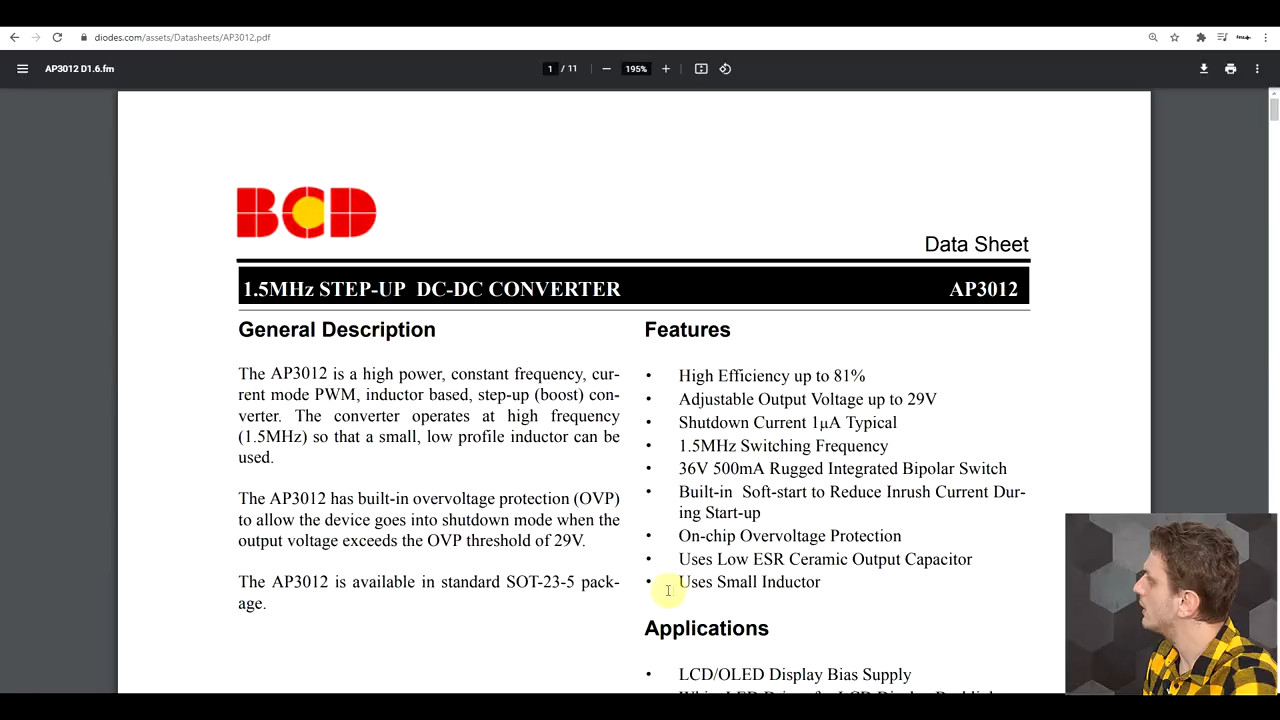 diodes.com/assets/Datasheets/AP3012.pdf
AP3012 D1.6.fm
1 / 11
195%
BCD
Data Sheet
1.5MHz STEP-UP DC-DC CONVERTER
AP3012
General Description
The AP3012 is a high power, constant frequency, cur-
rent mode PWM, inductor based, step-up (boost) con-
verter. The converter operates at high frequency
(1.5MHz) so that a small, low profile inductor can be
used.
The AP3012 has built-in overvoltage protection (OVP)
to allow the device goes into shutdown mode when the
output voltage exceeds the OVP threshold of 29V.
The AP3012 is available in standard SOT-23-5 pack-
age.
Features
• High Efficiency up to 81%
• Adjustable Output Voltage up to 29V
• Shutdown Current 1μA Typical
• 1.5MHz Switching Frequency
• 36V 500mA Rugged Integrated Bipolar Switch
• Built-in Soft-start to Reduce Inrush Current Dur-
ing Start-up
• On-chip Overvoltage Protection
• Uses Low ESR Ceramic Output Capacitor
• Uses Small Inductor
Applications
• LCD/OLED Display Bias Supply